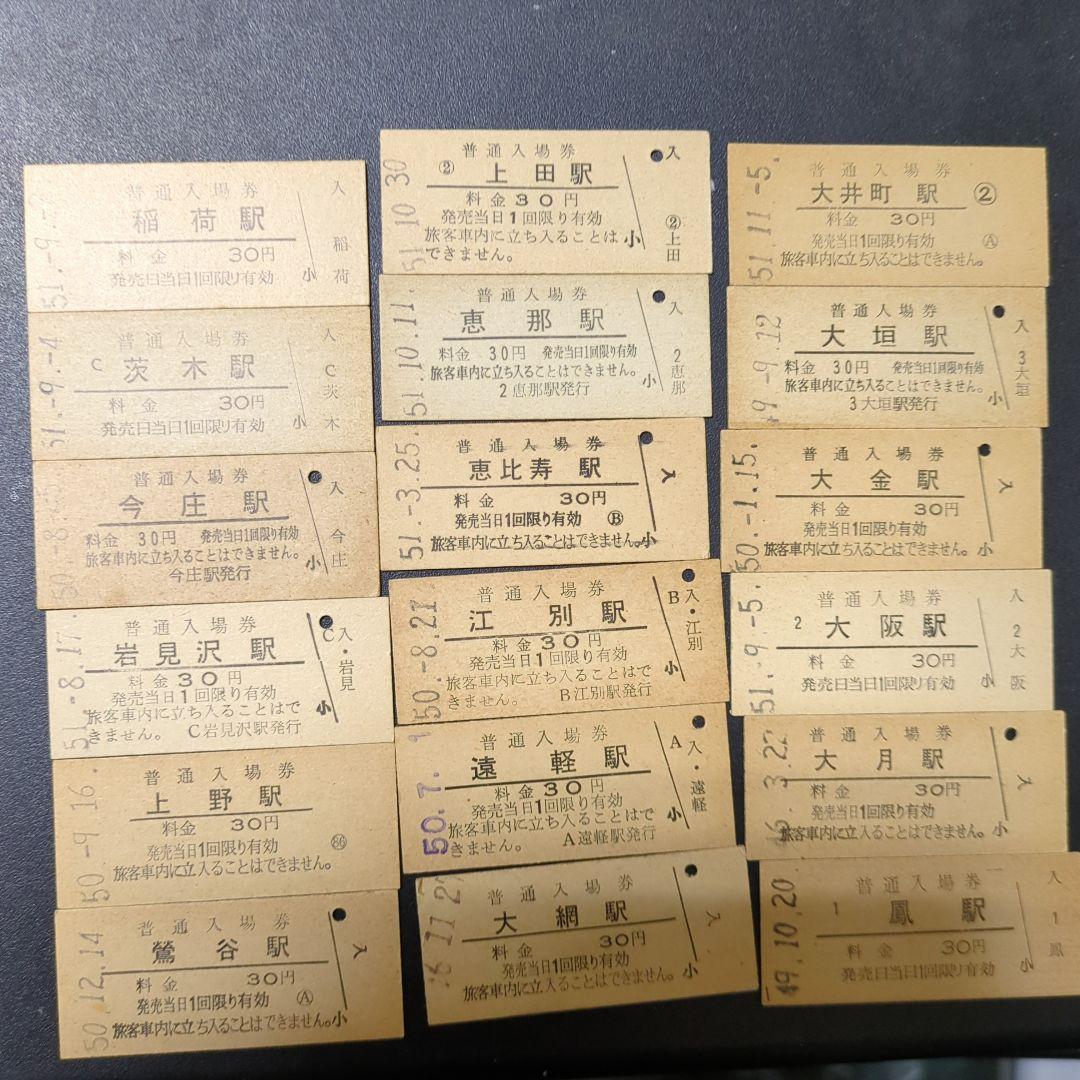 普通入場券
稲荷駅
料金 30円
発売日当日1回限り有効
小
入
稲荷
51.-9.-
普通入場券
C 茨木駅
料金 30円
発売日当日1回限り有効
小
入
C茨木
51.-9.-4
普通入場券
今庄駅
料金 30円 発売当日1回限り有効
旅客車内に立ち入ることはできません。
今庄駅発行
小
入
今庄
50.-8.
普通入場券
岩見沢駅
料金30円
発売当日1回限り有効
旅客車内に立ち入ることはで
きません。 C岩見沢駅発行
小
C入・岩見
51.-8.17.
普通入場券
上野駅
料金 30円
発売当日1回限り有効
旅客車内に立入ることはできません。
86
50.-9.16.
普通入場券
鶯谷駅
料金 30円
発売当日1回限り有効 Ⓐ
旅客車内に立ち入ることはできません。小
入
50.12.14
普通入場券
② 上田駅
料金30円
発売当日1回限り有効
旅客車内に立ち入ることは
できません。
小
入
②上田
51.10.30
普通入場券
恵那駅
料金 30円 発売当日1回限り有効
旅客車内に立ち入ることはできません。
2恵那駅発行
小
入
2恵那
51.10.11.
普通入場券
恵比寿駅
料金 30円
発売当日1回限り有効 Ⓑ
旅客車内に立ち入ることはできません。小
入
51.-3.25.
普通入場券
江別駅
料金30円
発売当日1回限り有効
旅客車内に立ち入ることはで
きません。 B江別駅発行
小
B入・江別
50.-8.21
普通入場券
遠軽駅
料金30円
発売当日1回限り有効
旅客車内に立ち入ることはで
きません。 A遠軽駅発行
小
A入・遠軽
50.7.
普通入場券
大網駅
料金 30円
発売当日1回限り有効
旅客車内に立入ることはできません。
小
入
11.2
普通入場券
大井町駅 ②
料金 30円
発売当日1回限り有効 Ⓐ
旅客車内に立ち入ることはできません。
51.11.-5.
普通入場券
大垣駅
料金 30円 発売当日1回限り有効
旅客車内に立ち入ることはできません。
3大垣駅発行
小
入
3大垣
49.-9.12
普通入場券
大金駅
料金 30円
発売当日1回限り有効
旅客車内に立ち入ることはできません。
小
入
50.-1.15.
普通入場券
2 大阪駅
料金 30円
発売日当日1回限り有効
小
入
2大阪
51.-9.-5.
普通入場券
大月駅
料金 30円
発売当日1回限り有効
旅客車内に立入ることはできません。
小
入
46.-3.22
普通入場券
1 鳳駅
料金 30円
発売日当日1回限り有効
小
入
1鳳
49.10.20